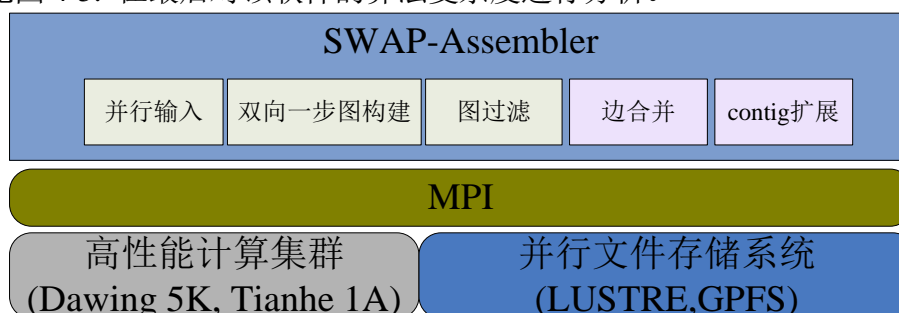 SWAP-Assembler
并行输入
双向一步图构建
图过滤
边合并
contig扩展
MPI
高性能计算集群
(Dawing 5K, Tianhe 1A)
并行文件存储系统
(LUSTRE,GPFS)